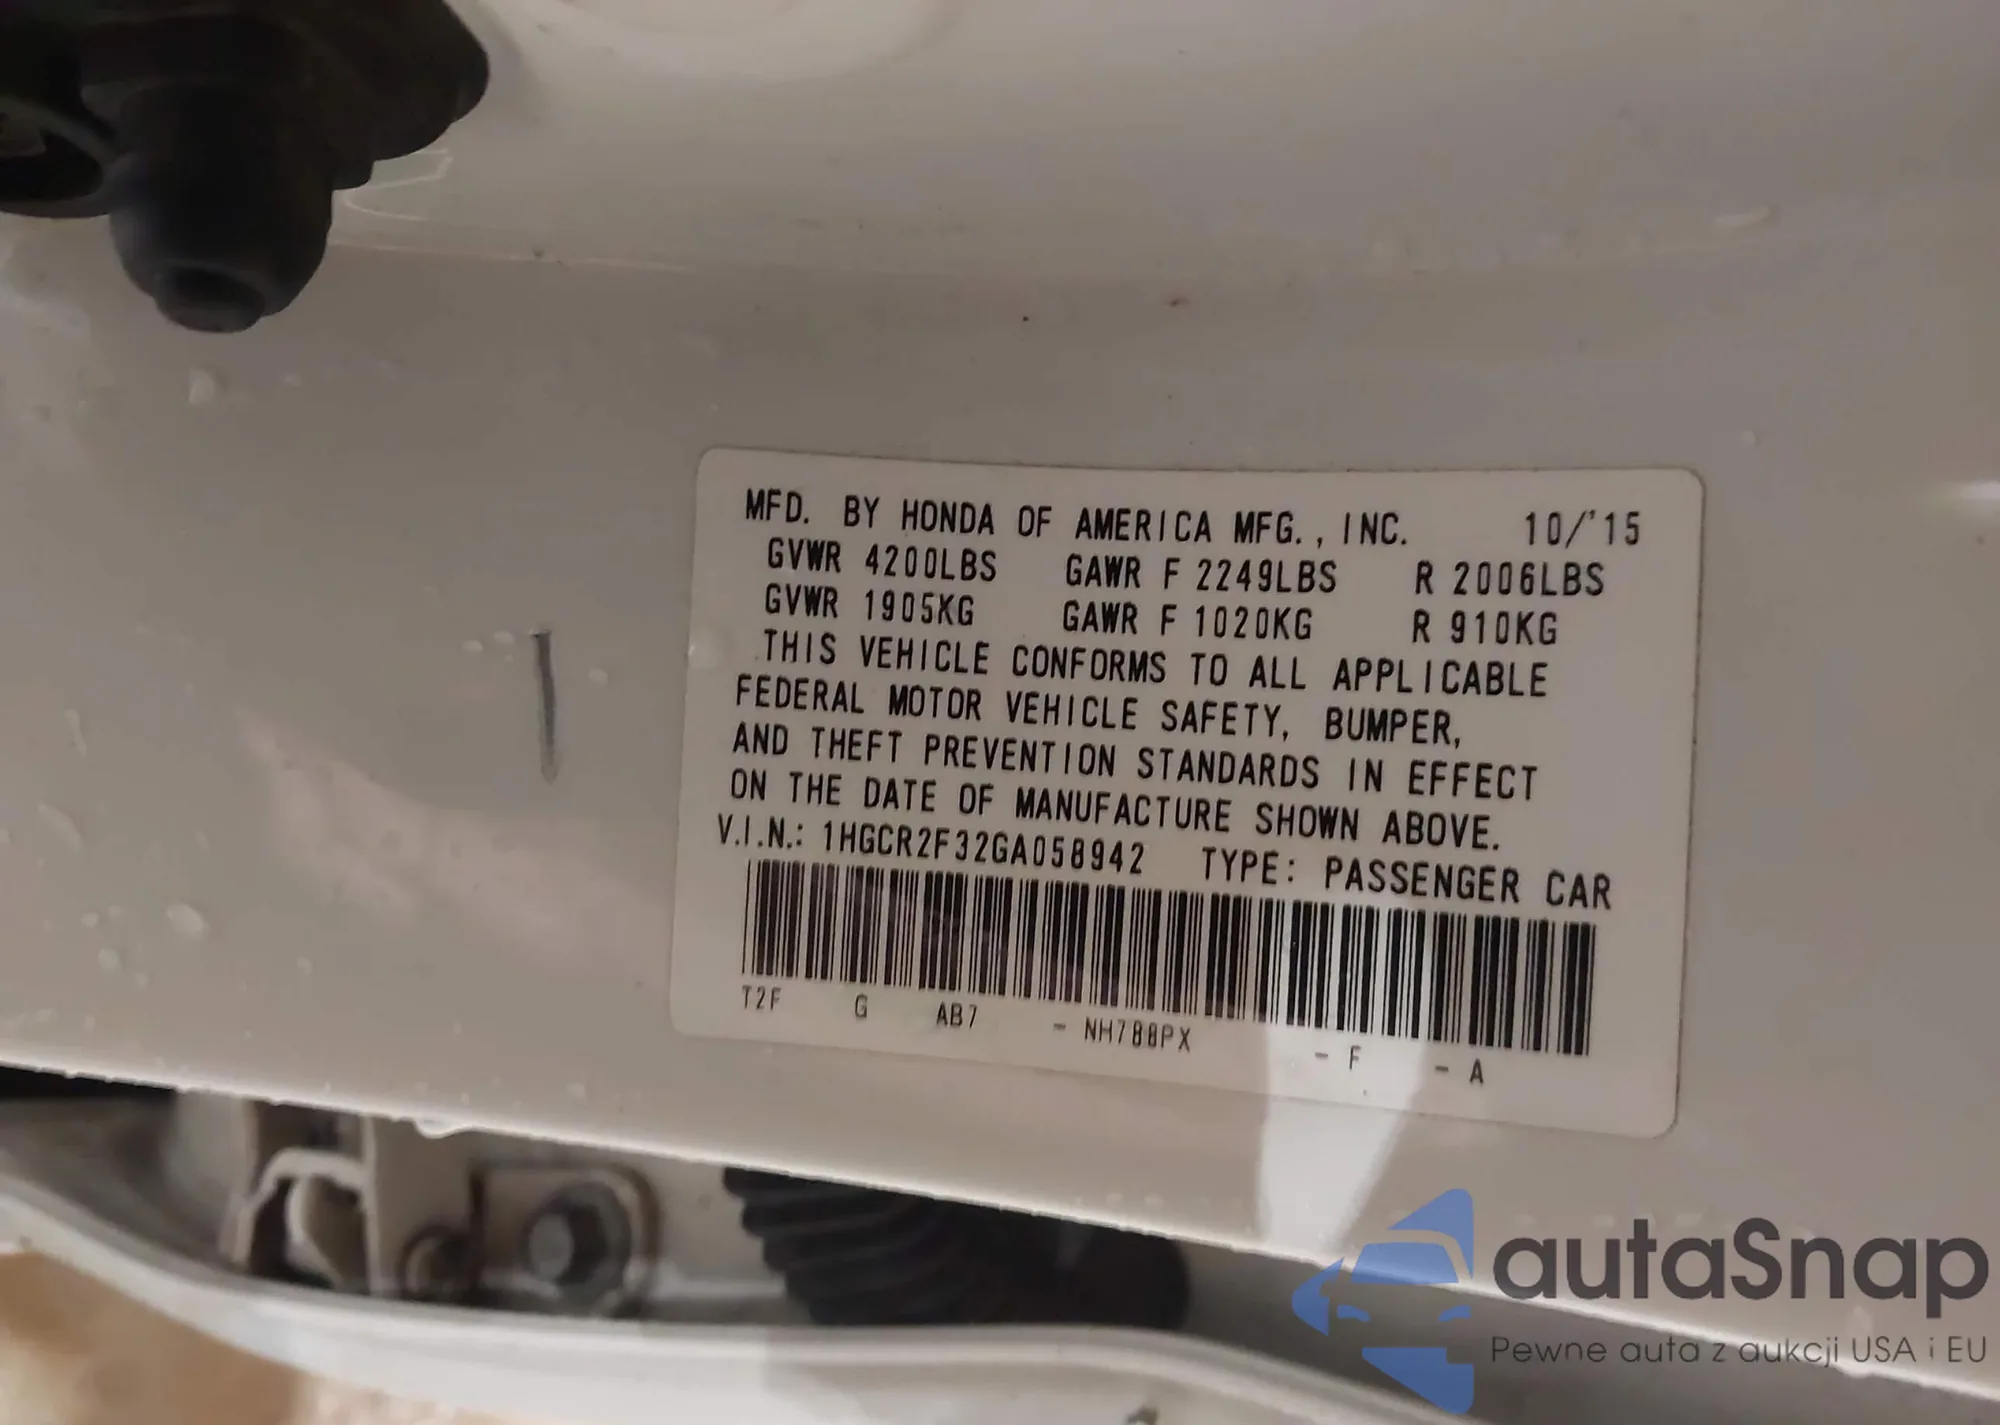 MFD. BY HONDA OF AMERICA MFG., INC. 10/'15
GVWR 4200LBS GAWR F 2249LBS R 2006LBS
GVWR 1905KG GAWR F 1020KG R 910KG
THIS VEHICLE CONFORMS TO ALL APPLICABLE
FEDERAL MOTOR VEHICLE SAFETY, BUMPER,
AND THEFT PREVENTION STANDARDS IN EFFECT
ON THE DATE OF MANUFACTURE SHOWN ABOVE.
V.I.N.: 1HGCR2F32GA058942 TYPE: PASSENGER CAR
T2F G AB7 - NH788PX - F - A
autaSnap
Pewne auta z aukcji USA i EU